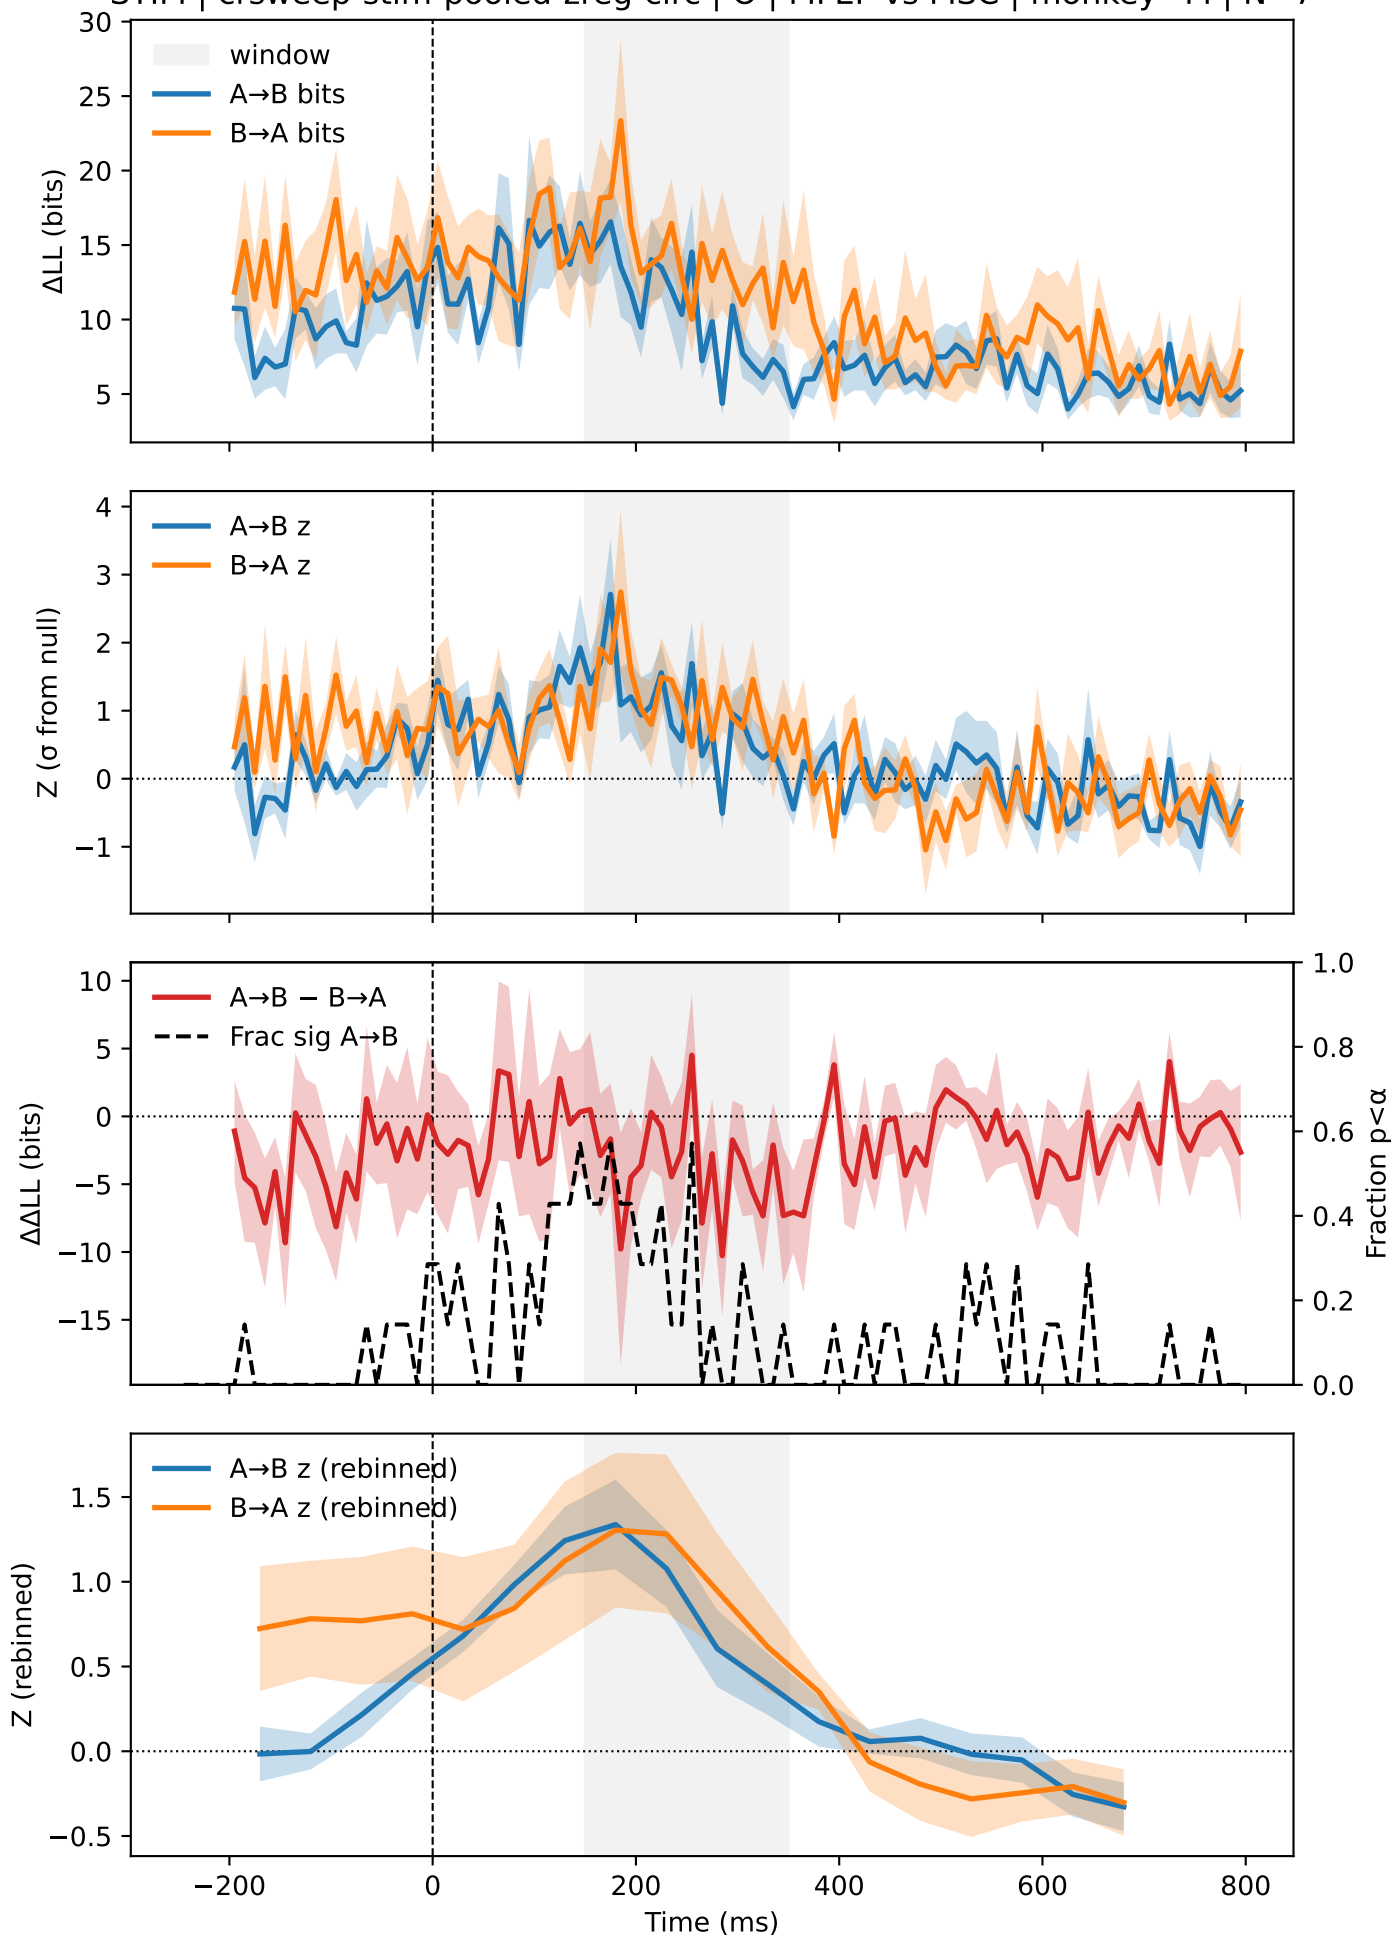 30
25
20
15
10
5
ΔLL (bits)
window
A→B bits
B→A bits
4
3
2
1
0
−1
Z (σ from null)
A→B z
B→A z
10
5
0
−5
−10
−15
ΔΔLL (bits)
A→B − B→A
Frac sig A→B
1.0
0.8
0.6
0.4
0.2
0.0
Fraction p<α
1.5
1.0
0.5
0.0
−0.5
Z (rebinned)
A→B z (rebinned)
B→A z (rebinned)
−200
0
200
400
600
800
Time (ms)